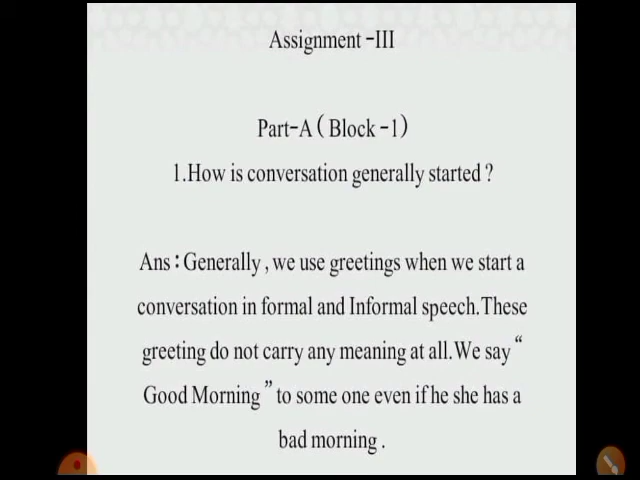 Assignment -III
Part-A ( Block -1)
1.How is conversation generally started ?
Ans : Generally , we use greetings when we start a
conversation in formal and Informal speech.These
greeting do not carry any meaning at all.We say “
Good Morning ” to some one even if he she has a
bad morning .